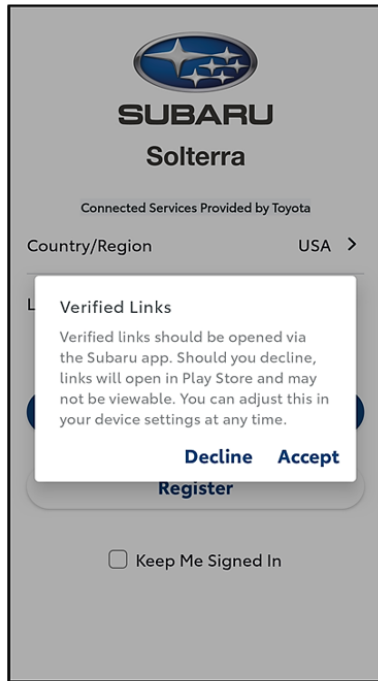 SUBARU
Solterra
Connected Services Provided by Toyota
Country/Region USA >
L
Verified Links
Verified links should be opened via
the Subaru app. Should you decline,
links will open in Play Store and may
not be viewable. You can adjust this in
your device settings at any time.
Decline Accept
Register
Keep Me Signed In